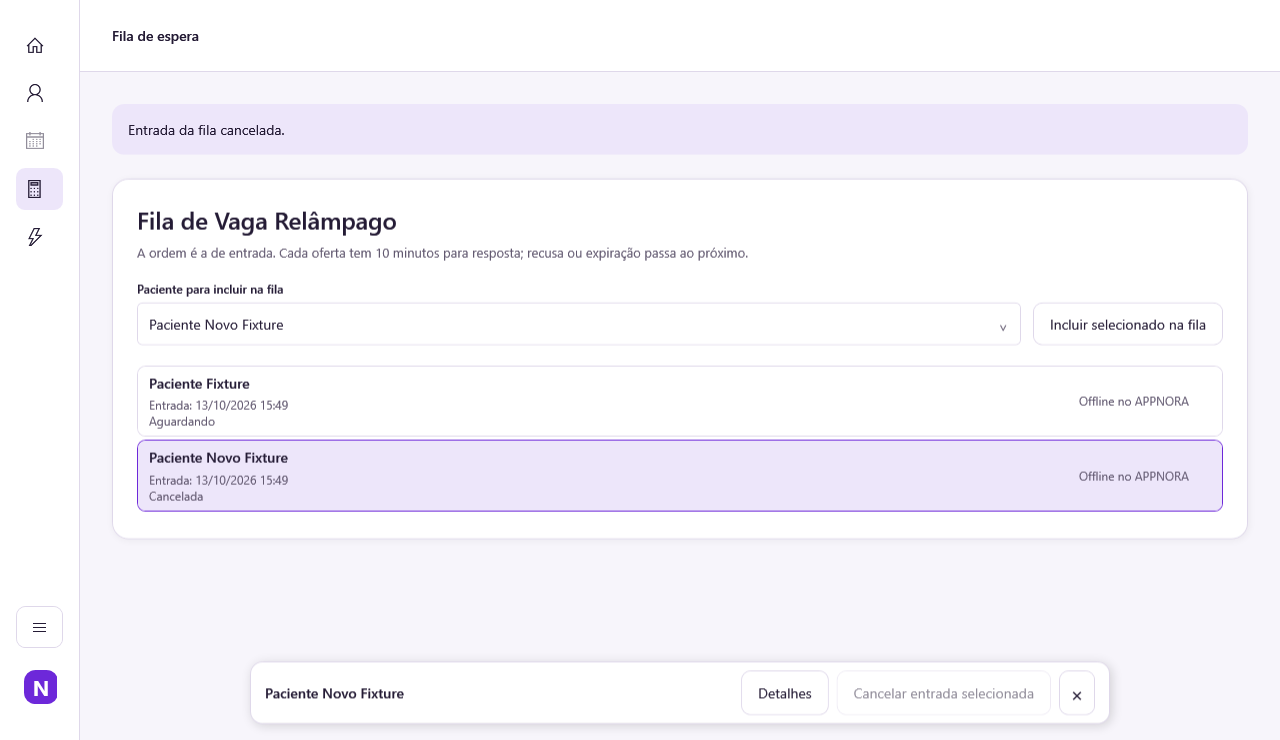 Fila de espera
Entrada da fila cancelada.
Fila de Vaga Relâmpago
A ordem é a de entrada. Cada oferta tem 10 minutos para resposta; recusa ou expiração passa ao próximo.
Paciente para incluir na fila
Paciente Novo Fixture
Incluir selecionado na fila
Paciente Fixture
Entrada: 13/10/2026 15:49
Aguardando
Offline no APPNORA
Paciente Novo Fixture
Entrada: 13/10/2026 15:49
Cancelada
Offline no APPNORA
N
Paciente Novo Fixture
Detalhes
Cancelar entrada selecionada